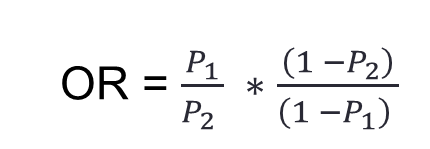 OR = P₁/P₂ * (1 −P₂)/(1 −P₁)